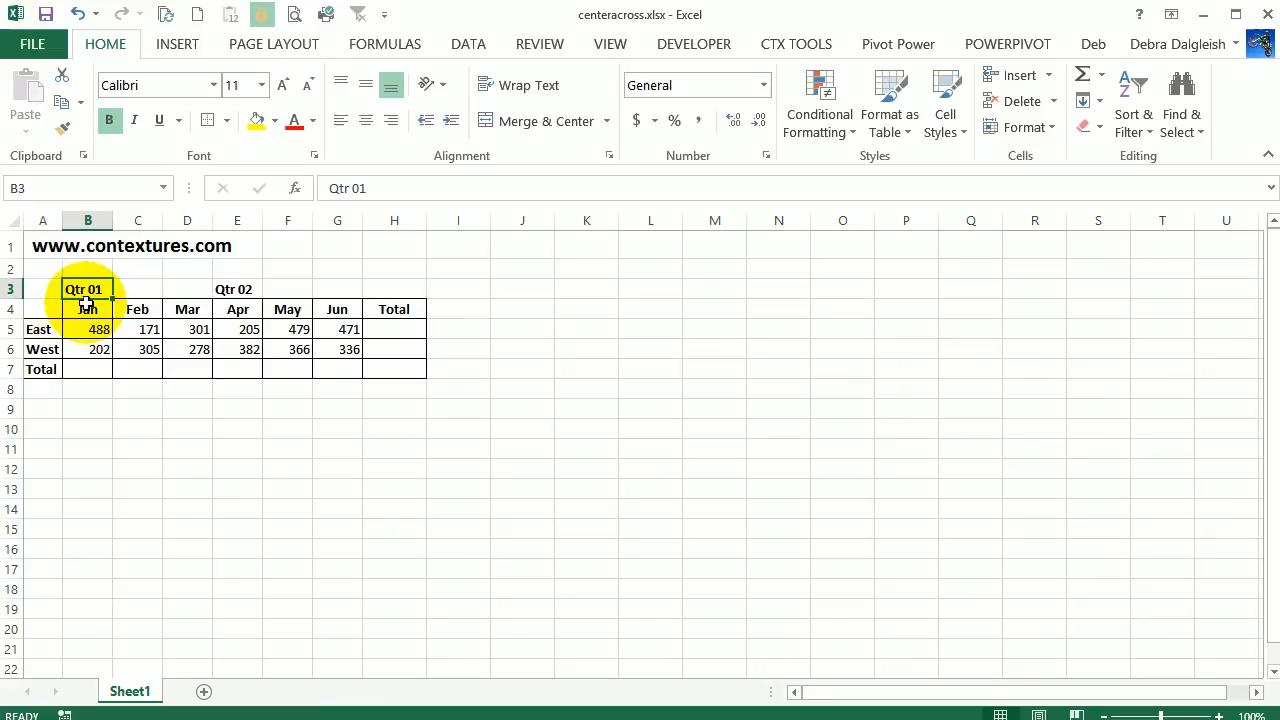 centeracross.xlsx - Excel
FILE HOME INSERT PAGE LAYOUT FORMULAS DATA REVIEW VIEW DEVELOPER CTX TOOLS Pivot Power POWERPIVOT Deb Debra Dalgleish
Paste
Calibri 11
B I U A
Wrap Text
Merge & Center
General
$ %
Conditional Formatting
Format as Table
Cell Styles
Insert
Delete
Format
Sort & Filter
Find & Select
Clipboard Font Alignment Number Styles Cells Editing
B3 fx Qtr 01
A B C D E F G H I J K L M N O P Q R S T U
1 www.contextures.com
2
3 Qtr 01 Qtr 02
4 Jan Feb Mar Apr May Jun Total
5 East 488 171 301 205 479 471
6 West 202 305 278 382 366 336
7 Total
8
9
10
11
12
13
14
15
16
17
18
19
20
21
22
Sheet1
READY 100%